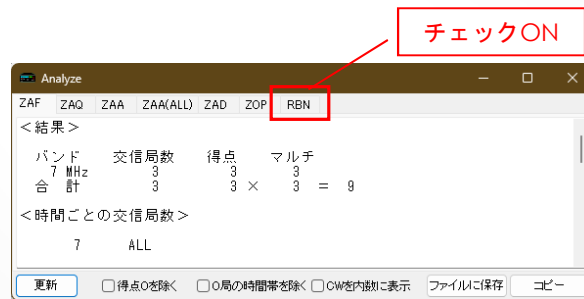 チェックON
Analyze
ZAF ZAQ ZAA ZAA(ALL) ZAD ZOP RBN
<結果>
バンド 交信局数 得点 マルチ
7 MHz 3 3 3
合 計 3 3 × 3 = 9
<時間ごとの交信局数>
7 ALL
更新 得点0を除く 0局の時間帯を除く CWを内数に表示 ファイルに保存 コピー